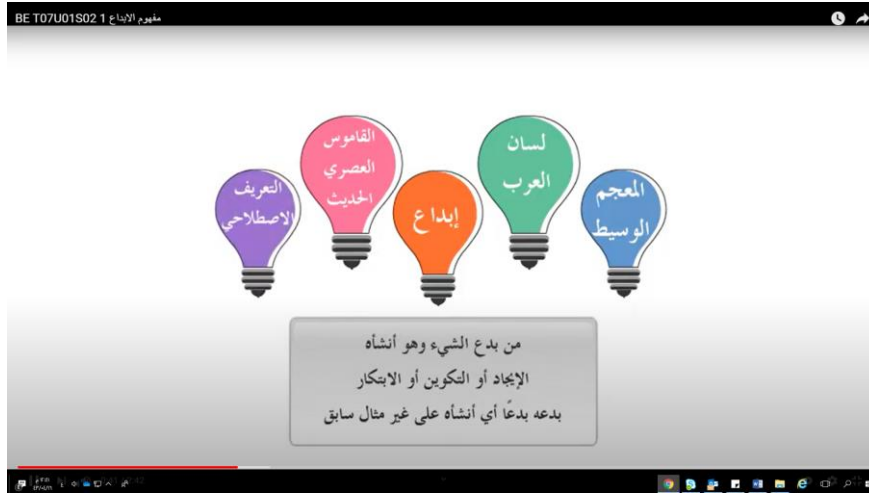 BE T07U01S02 1 مفهوم الابداع
المعجم
الوسيط
لسان
العرب
إبداع
القاموس
العصري
الحديث
التعريف
الاصطلاحي
من بدع الشيء وهو أنشأه
الإيجاد أو التكوين أو الابتكار
بدعه بدعًا أي أنشأه على غير مثال سابق